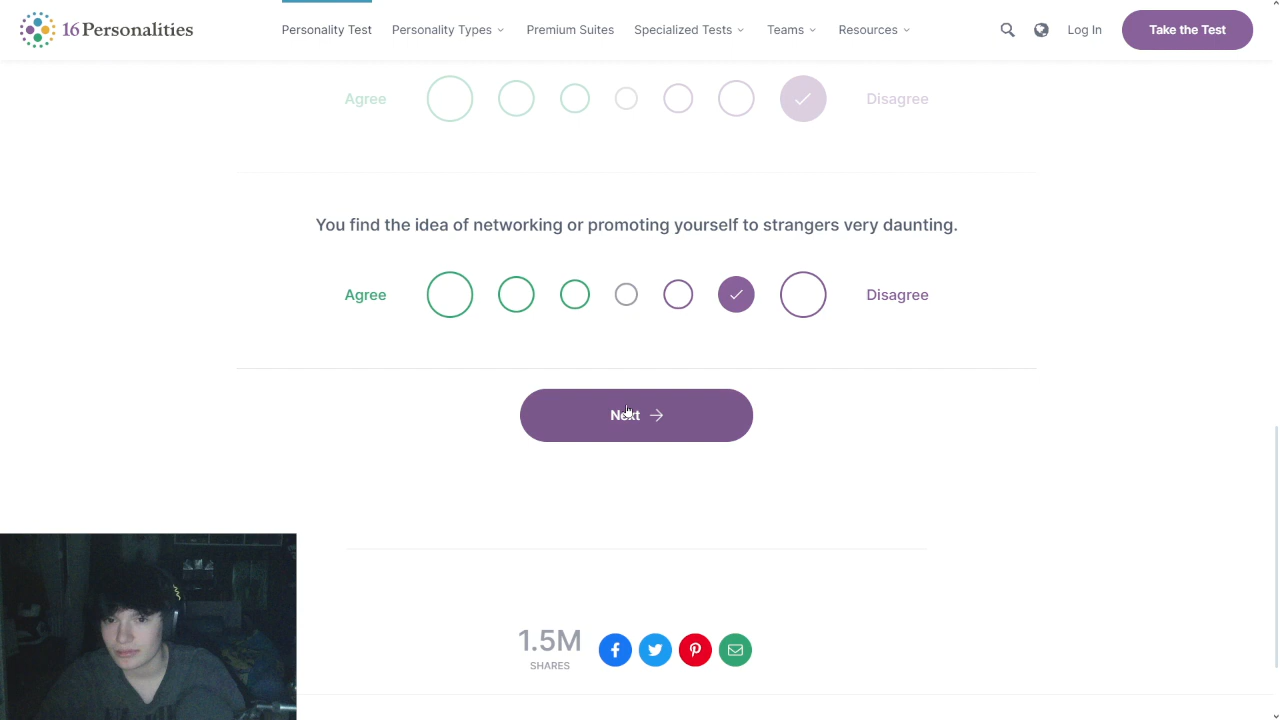 16Personalities
Personality Test
Personality Types
Premium Suites
Specialized Tests
Teams
Resources
Log In
Take the Test
Agree
Disagree
You find the idea of networking or promoting yourself to strangers very daunting.
Agree
Disagree
Next
1.5M
SHARES